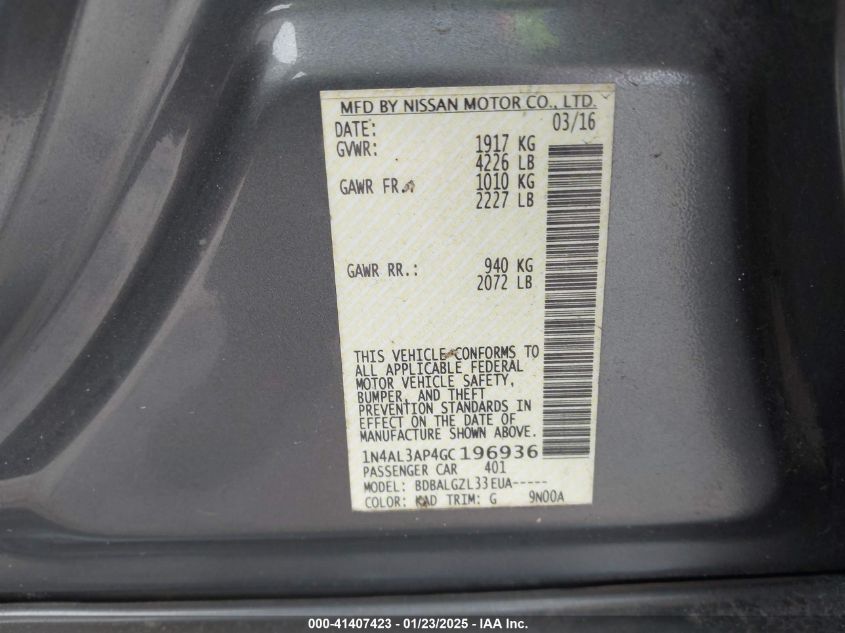 MFD BY NISSAN MOTOR CO., LTD.
DATE: 03/16
GVWR: 1917 KG
4226 LB
GAWR FR.: 1010 KG
2227 LB
GAWR RR.: 940 KG
2072 LB
THIS VEHICLE CONFORMS TO
ALL APPLICABLE FEDERAL
MOTOR VEHICLE SAFETY,
BUMPER, AND THEFT
PREVENTION STANDARDS IN
EFFECT ON THE DATE OF
MANUFACTURE SHOWN ABOVE.
1N4AL3AP4GC196936
PASSENGER CAR 401
MODEL: BDBALGZL33EUA-----
COLOR: KAD TRIM: G 9N00A
000-41407423 - 01/23/2025 - IAA Inc.